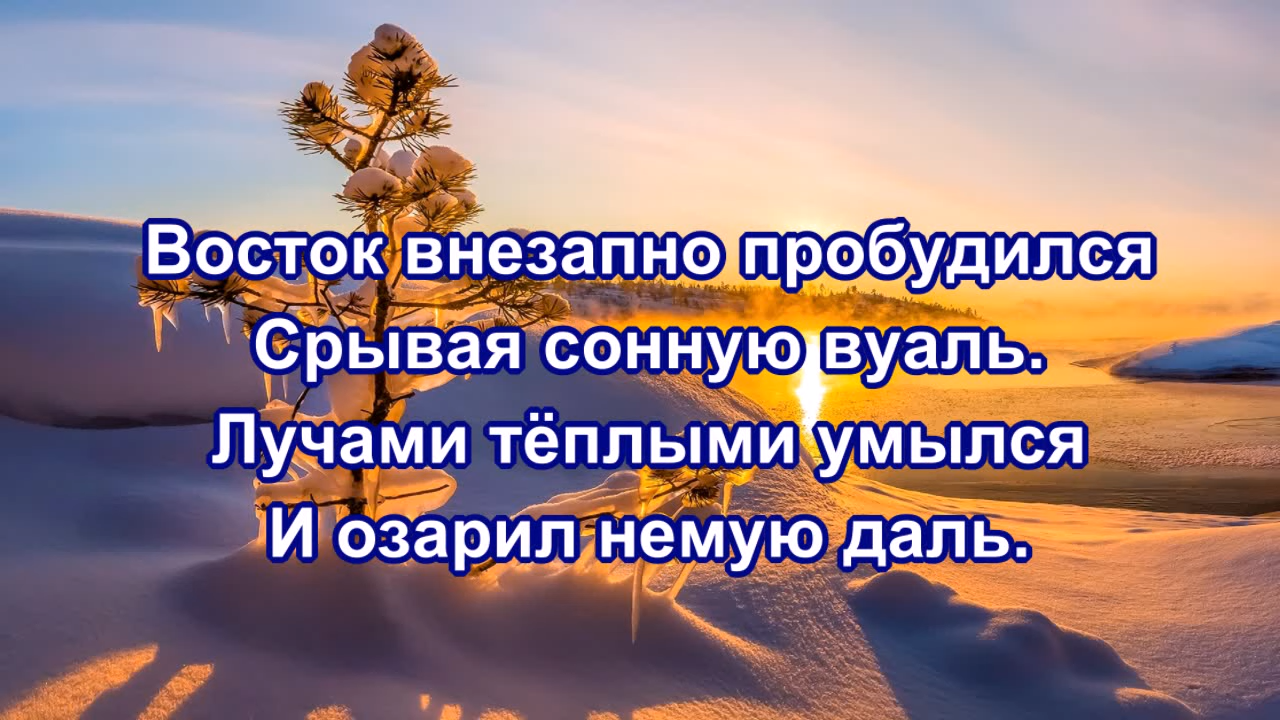 Восток внезапно пробудился
Срывая сонную вуаль.
Лучами тёплыми умылся
И озарил немую даль.